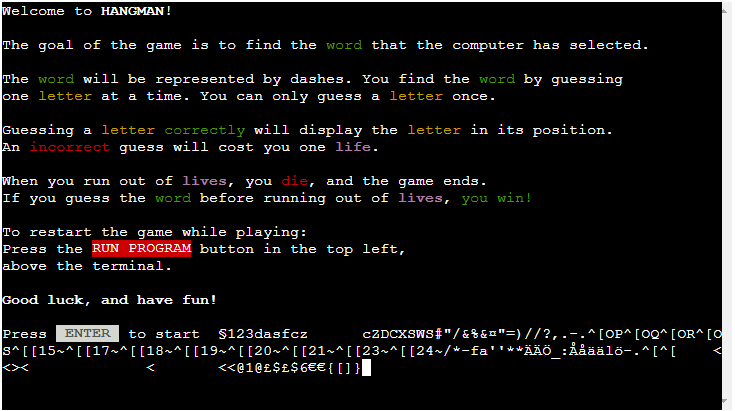 Welcome to HANGMAN!
The goal of the game is to find the word that the computer has selected.
The word will be represented by dashes. You find the word by guessing
one letter at a time. You can only guess a letter once.
Guessing a letter correctly will display the letter in its position.
An incorrect guess will cost you one life.
When you run out of lives, you die, and the game ends.
If you guess the word before running out of lives, you win!
To restart the game while playing:
Press the RUN PROGRAM button in the top left,
above the terminal.
Good luck, and have fun!
Press ENTER to start §123dasfcz cZDCXSWS#"/&%&¤"=)//?,.-.^[OP^[OQ^[OR^[O
S^[[15~^[[17~^[[18~^[[19~^[[20~^[[21~^[[23~^[[24~/*-fa''**ÄÄÖ_:Åååälö-.^[^[ <
<>< < <<@1@£$£$6€€{[]}